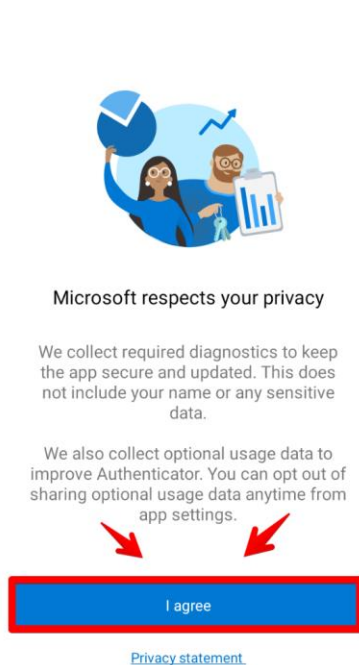 Microsoft respects your privacy
We collect required diagnostics to keep
the app secure and updated. This does
not include your name or any sensitive
data.
We also collect optional usage data to
improve Authenticator. You can opt out of
sharing optional usage data anytime from
app settings.
I agree
Privacy statement